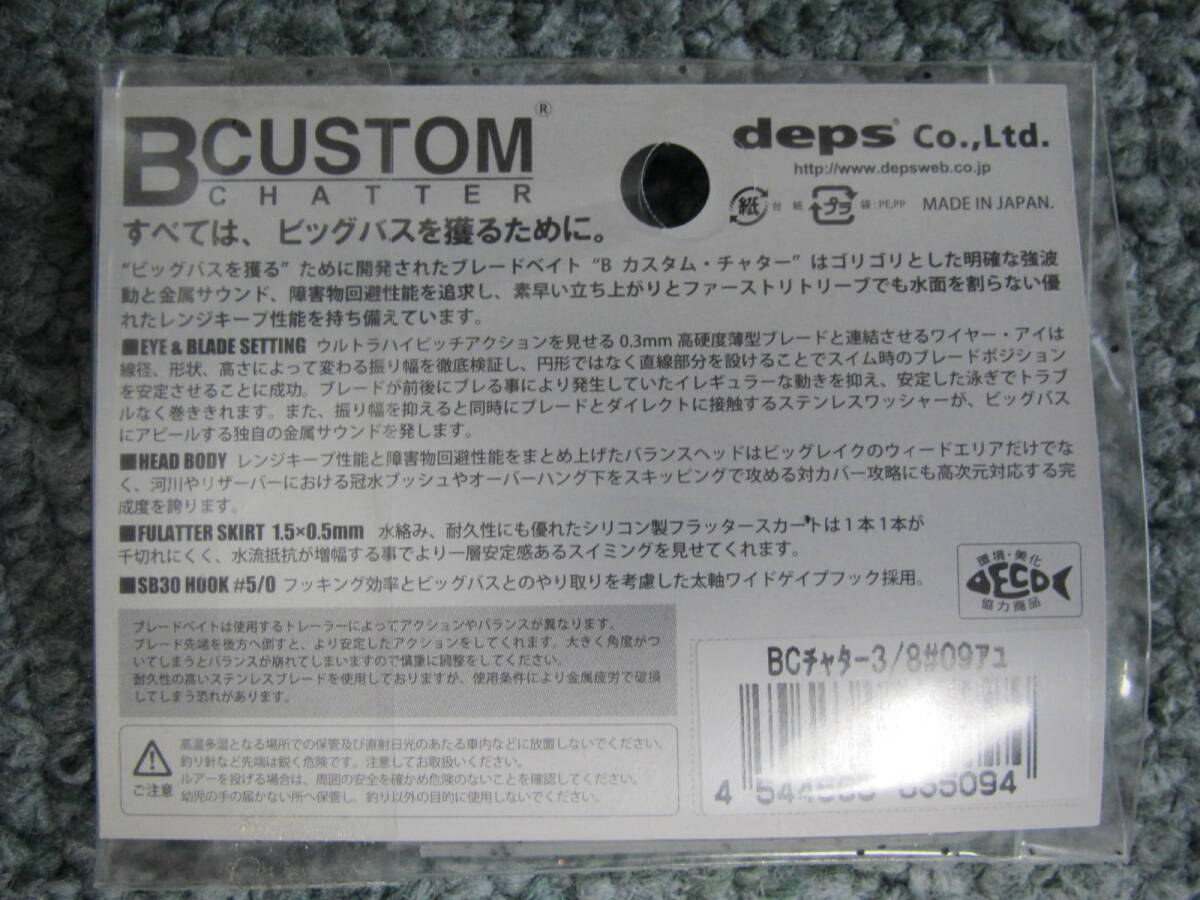 BCUSTOM®
CHATTER
すべては、ビッグバスを獲るために。
deps® Co.,Ltd.
http://www.depsweb.co.jp
紙 台紙 プラ 袋:PE,PP MADE IN JAPAN.
“ビッグバスを獲る” ために開発されたブレードベイト “B カスタム・チャター” はゴリゴリとした明確な強波
動と金属サウンド、障害物回避性能を追求し、素早い立ち上がりとファーストリトリーブでも水面を割らない優
れたレンジキープ性能を持ち備えています。
■EYE & BLADE SETTING ウルトラハイピッチアクションを見せる 0.3mm 高硬度薄型ブレードと連結させるワイヤー・アイは
線径、形状、高さによって変わる振り幅を徹底検証し、円形ではなく直線部分を設けることでスイム時のブレードポジション
を安定させることに成功。ブレードが前後にブレる事により発生していたイレギュラーな動きを抑え、安定した泳ぎでトラブ
ルなく巻ききれます。また、振り幅を抑えると同時にブレードとダイレクトに接触するステンレスワッシャーが、ビッグバス
にアピールする独自の金属サウンドを発します。
■HEAD BODY レンジキープ性能と障害物回避性能をまとめ上げたバランスヘッドはビッグレイクのウィードエリアだけでな
く、河川やリザーバーにおける冠水ブッシュやオーバーハング下をスキッピングで攻める対カバー攻略にも高次元対応する完
成度を誇ります。
■FULATTER SKIRT 1.5×0.5mm 水絡み、耐久性にも優れたシリコン製フラッタースカートは１本１本が
千切れにくく、水流抵抗が増幅する事でより一層安定感あるスイミングを見せてくれます。
■SB30 HOOK #5/0 フッキング効率とビッグバスとのやり取りを考慮した太軸ワイドゲイプフック採用。
環境・美化
ECO
協力商品
ブレードベイトは使用するトレーラーによってアクションやバランスが異なります。
ブレード先端を後方へ倒すと、より安定したアクションをしてくれます。大きく角度がつ
いてしまうとバランスが崩れてしまいますので慎重に調整をしてください。
耐久性の高いステンレスブレードを使用しておりますが、使用条件により金属疲労で破損
してしまう恐れがあります。
BCチャター3/8#09アユ
ご注意
高温多湿となる場所での保管及び直射日光のあたる車内などに放置しないでください。
釣り針など先端は鋭く危険です。注意してお取扱いください。
ルアーを投げる場合は、周囲の安全を確かめ危険のないことを確認してください。
幼児の手の届かない所へ保管し、釣り以外の目的に使用しないでください。